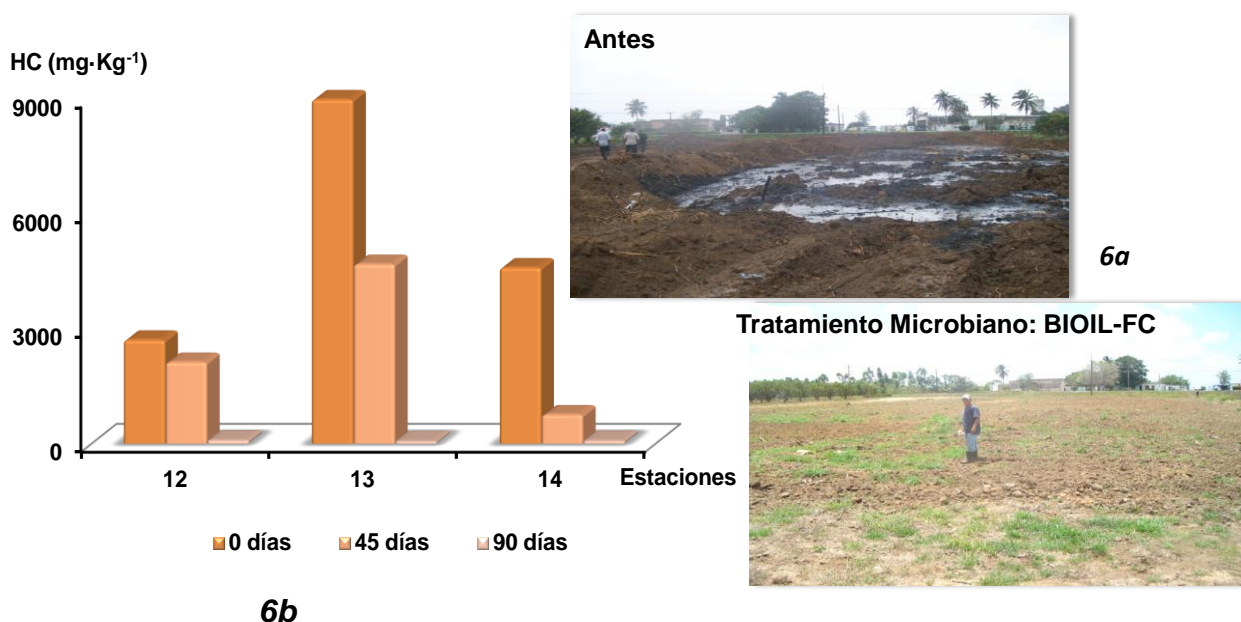 Antes
HC (mg·Kg⁻¹)
9000
6000
3000
0
12
13
14
Estaciones
0 días
45 días
90 días
6b
6a
Tratamiento Microbiano: BIOIL-FC